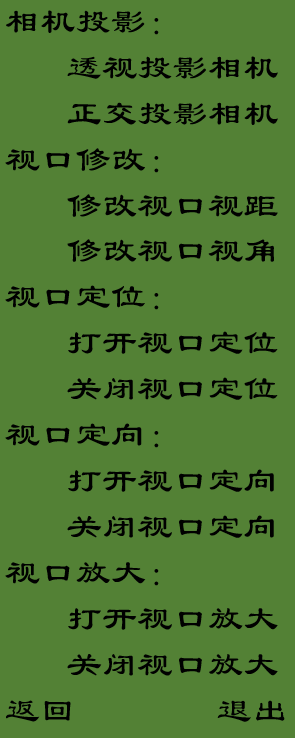 相机投影:
透视投影相机
正交投影相机
视口修改:
修改视口视距
修改视口视角
视口定位:
打开视口定位
关闭视口定位
视口定向:
打开视口定向
关闭视口定向
视口放大:
打开视口放大
关闭视口放大
返回 退出